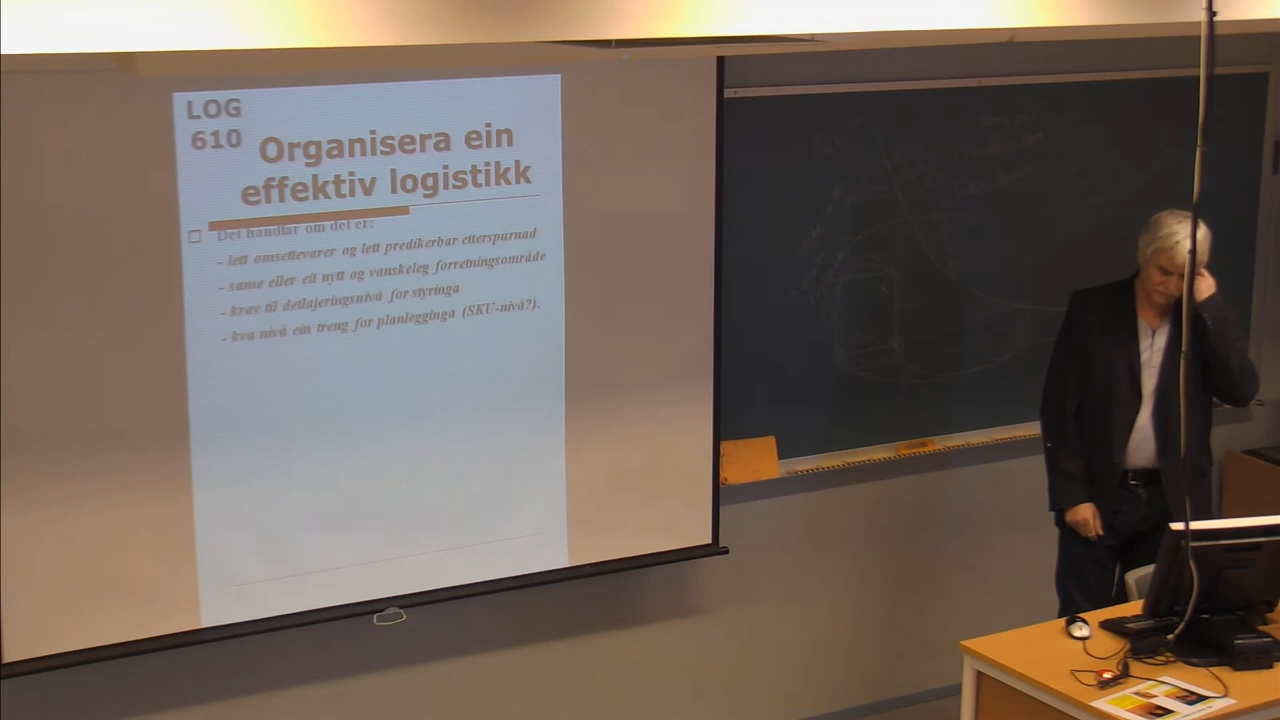 LOG
610
Organisera ein
effektiv logistikk
Det handlar om det er:
- lett omsettevarer og lett predikerbar etterspurnad
- same eller eit nytt og vanskeleg forretningsområde
- krav til detlajeringsnivå for styringa
- kva nivå ein treng for planlegginga (SKU-nivå?).